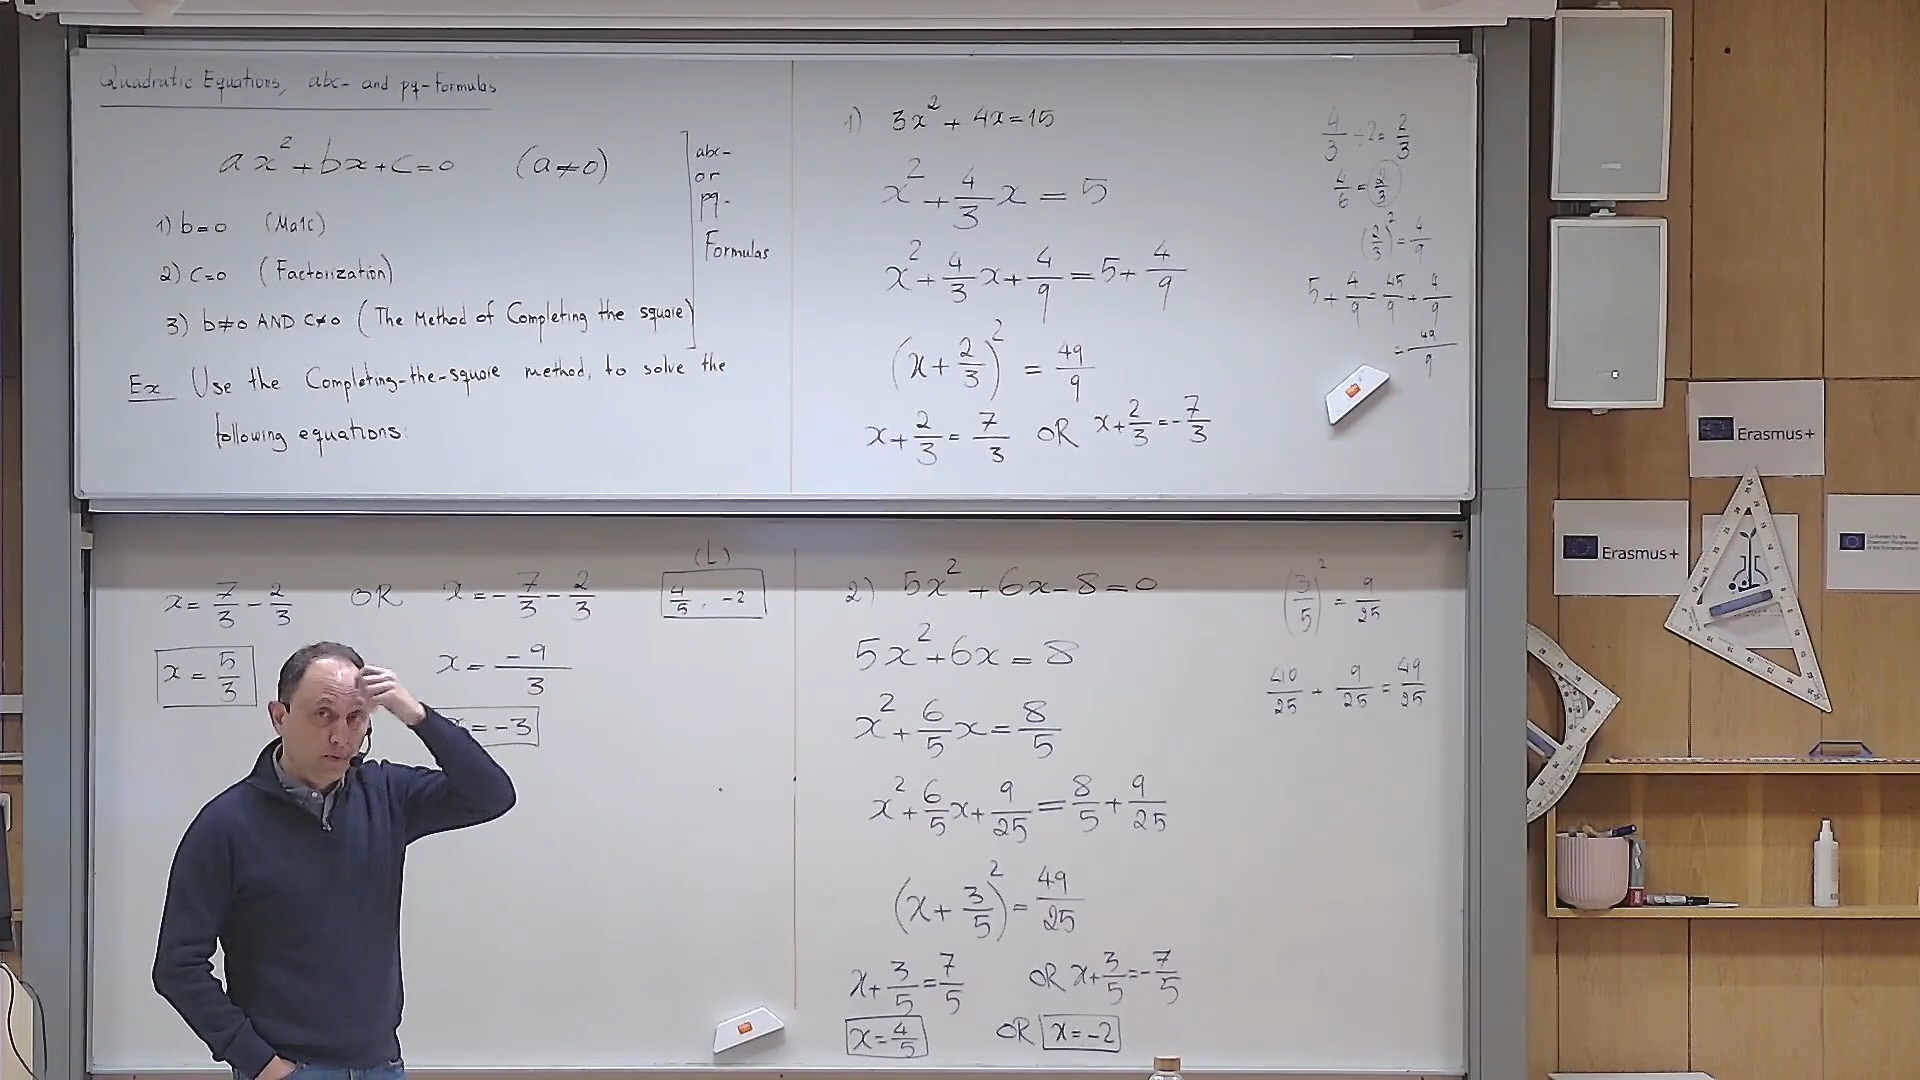 Quadratic Equations, abc- and pq-Formulas
ax² + bx + c = 0 (a ≠ 0)
1) b = 0 (Ma1c)
2) c = 0 (Factorization)
3) b ≠ 0 AND c ≠ 0 (The Method of Completing the square)
abc-
or
pq-
Formulas
Ex Use the Completing-the-square method, to solve the
following equations:
1) 3x² + 4x = 15
x² + 4/3 x = 5
x² + 4/3 x + 4/9 = 5 + 4/9
(x + 2/3)² = 49/9
x + 2/3 = 7/3 OR x + 2/3 = -7/3
4/3 ÷ 2 = 2/3
4/6 = 2/3
(2/3)² = 4/9
5 + 4/9 = 45/9 + 4/9
= 49/9
x = 7/3 - 2/3 OR x = -7/3 - 2/3
x = 5/3 x = -9/3
x = -3
(L)
4/5, -2
2) 5x² + 6x - 8 = 0
5x² + 6x = 8
x² + 6/5 x = 8/5
x² + 6/5 x + 9/25 = 8/5 + 9/25
(x + 3/5)² = 49/25
x + 3/5 = 7/5 OR x + 3/5 = -7/5
x = 4/5 OR x = -2
(3/5)² = 9/25
40/25 + 9/25 = 49/25
Erasmus+
Erasmus+